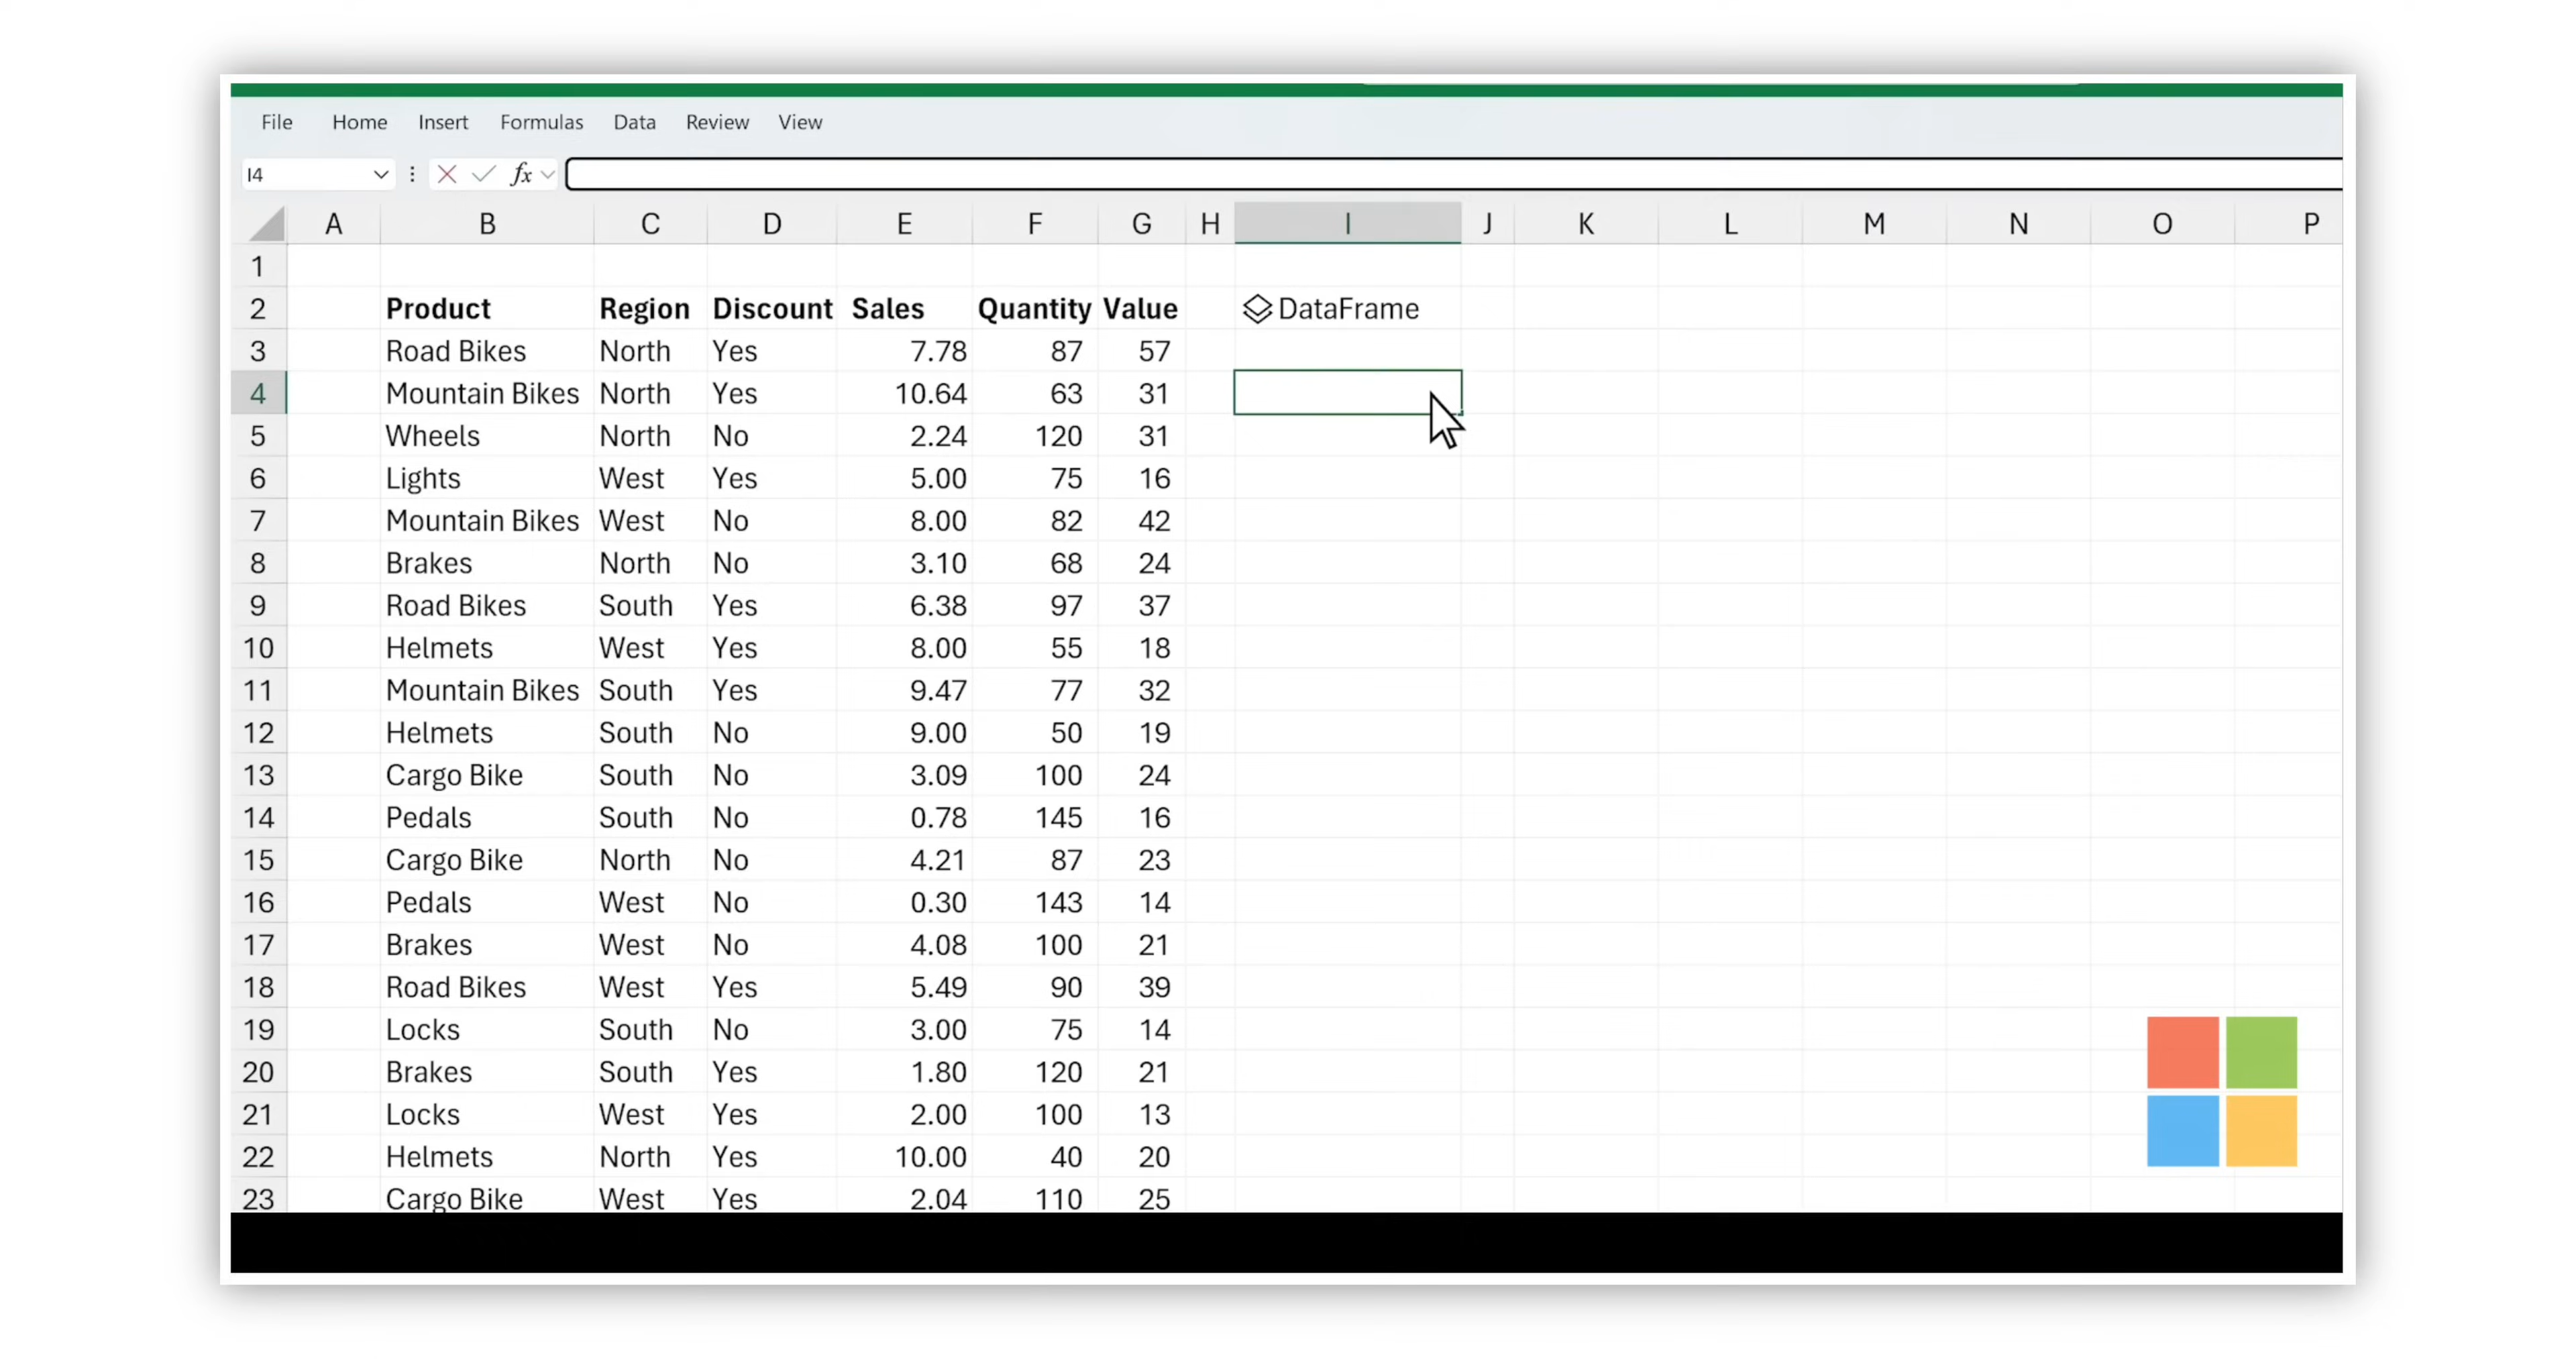 File Home Insert Formulas Data Review View
I4 fx
A B C D E F G H I J K L M N O P
1
2 Product Region Discount Sales Quantity Value DataFrame
3 Road Bikes North Yes 7.78 87 57
4 Mountain Bikes North Yes 10.64 63 31
5 Wheels North No 2.24 120 31
6 Lights West Yes 5.00 75 16
7 Mountain Bikes West No 8.00 82 42
8 Brakes North No 3.10 68 24
9 Road Bikes South Yes 6.38 97 37
10 Helmets West Yes 8.00 55 18
11 Mountain Bikes South Yes 9.47 77 32
12 Helmets South No 9.00 50 19
13 Cargo Bike South No 3.09 100 24
14 Pedals South No 0.78 145 16
15 Cargo Bike North No 4.21 87 23
16 Pedals West No 0.30 143 14
17 Brakes West No 4.08 100 21
18 Road Bikes West Yes 5.49 90 39
19 Locks South No 3.00 75 14
20 Brakes South Yes 1.80 120 21
21 Locks West Yes 2.00 100 13
22 Helmets North Yes 10.00 40 20
23 Cargo Bike West Yes 2.04 110 25